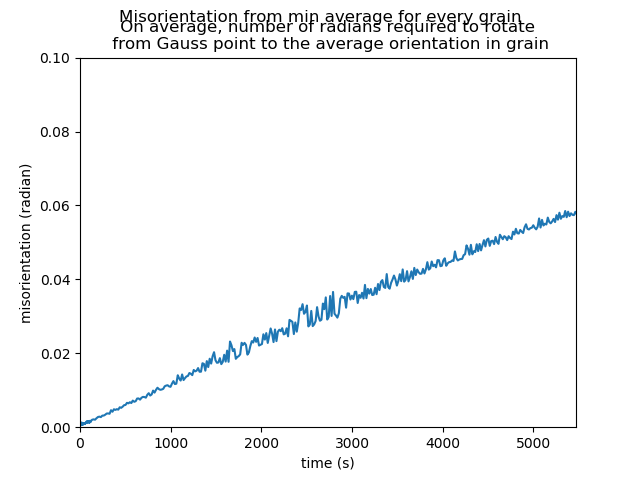 Misorientation from min average for every grain
On average, number of radians required to rotate
from Gauss point to the average orientation in grain
0.10
0.08
0.06
0.04
0.02
0.00
misorientation (radian)
0 1000 2000 3000 4000 5000
time (s)